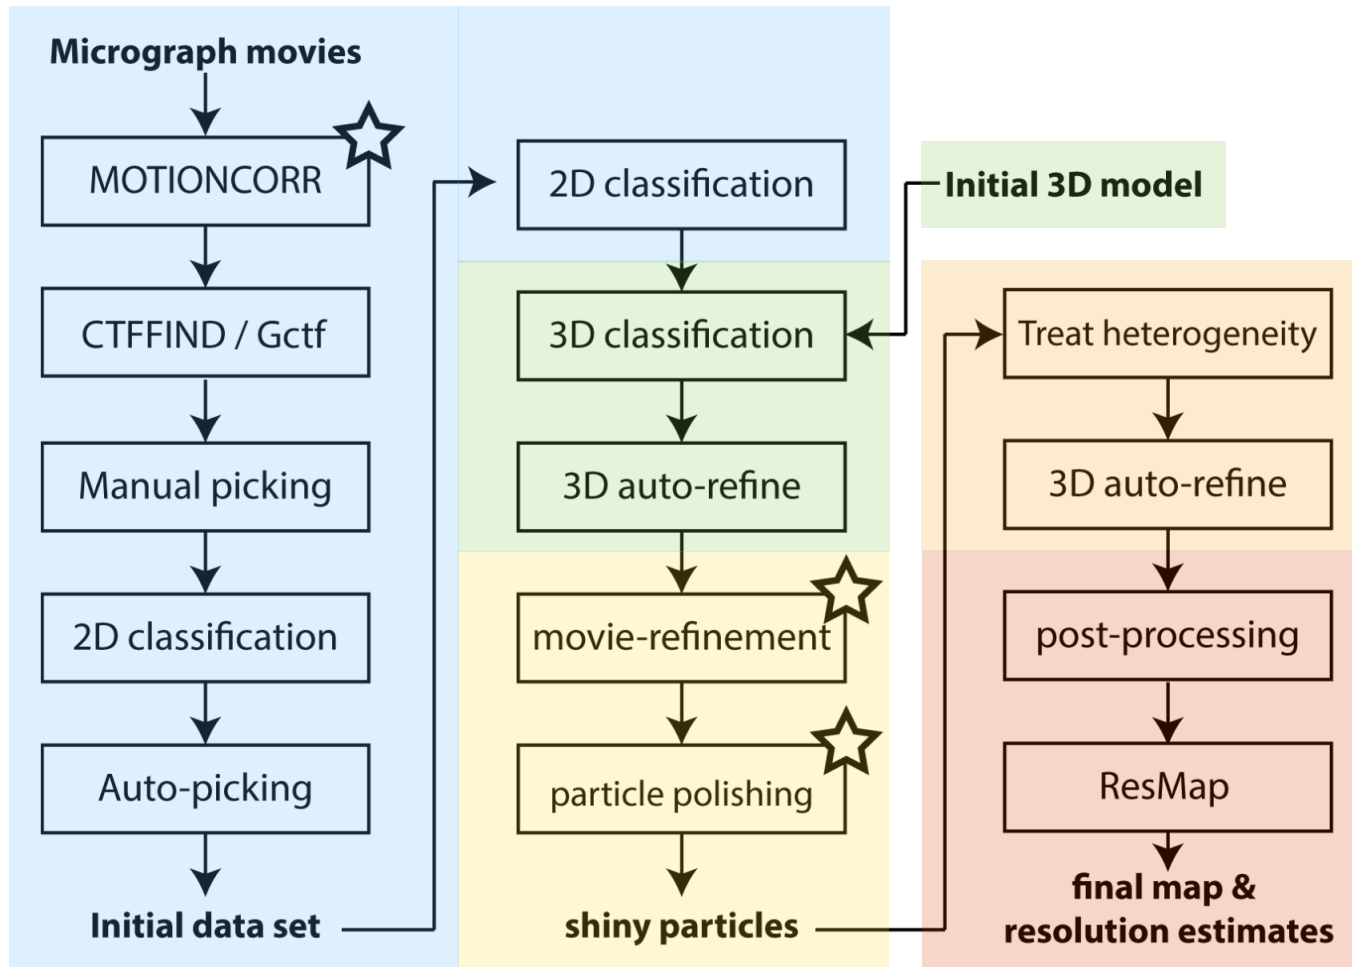 Micrograph movies
MOTIONCORR
CTFFIND / Gctf
Manual picking
2D classification
Auto-picking
Initial data set
2D classification
3D classification
3D auto-refine
movie-refinement
particle polishing
shiny particles
Initial 3D model
Treat heterogeneity
3D auto-refine
post-processing
ResMap
final map &
resolution estimates